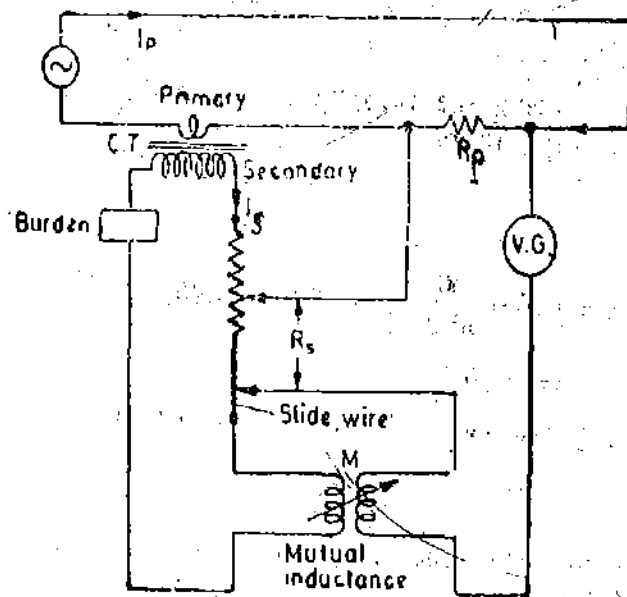 Ip
Primary
C.T.
Secondary
Rp
Is
Burden
V.G.
Rs
Slide wire
M
Mutual
inductance